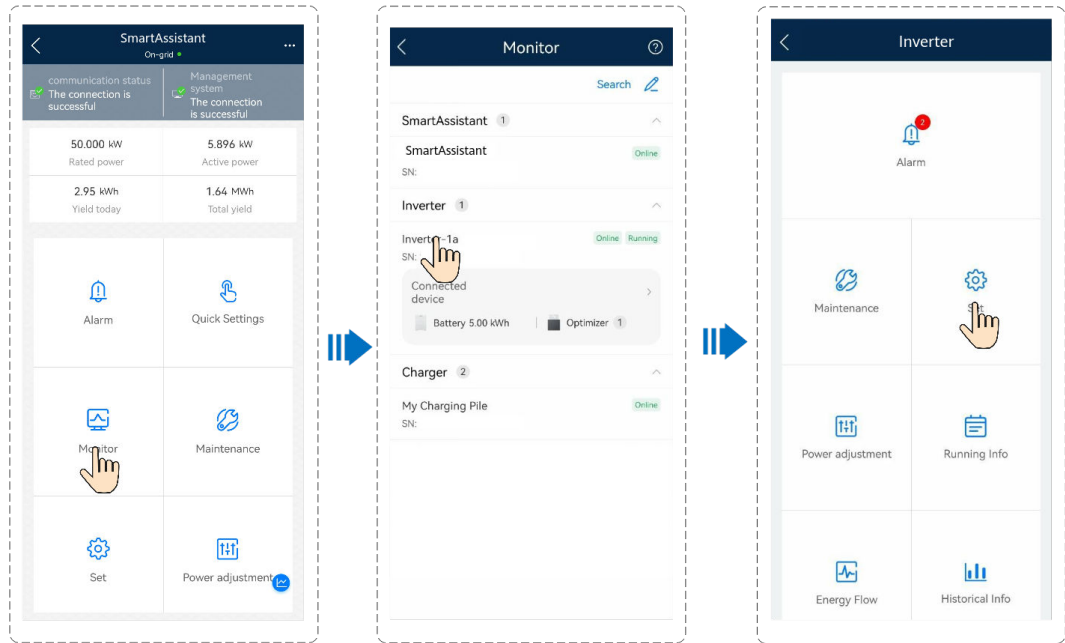 SmartAssistant
On-grid
communication status
The connection is
successful
Management
system
The connection
is successful
50.000 kW
Rated power
5.896 kW
Active power
2.95 kWh
Yield today
1.64 MWh
Total yield
Alarm
Quick Settings
Monitor
Maintenance
Set
Power adjustment
Monitor
Search
SmartAssistant 1
SmartAssistant
Online
SN:
Inverter 1
Inverter-1a
Online Running
SN:
Connected
device
Battery 5.00 kWh
Optimizer 1
Charger 2
My Charging Pile
Online
SN:
Inverter
2
Alarm
Maintenance
Set
Power adjustment
Running Info
Energy Flow
Historical Info